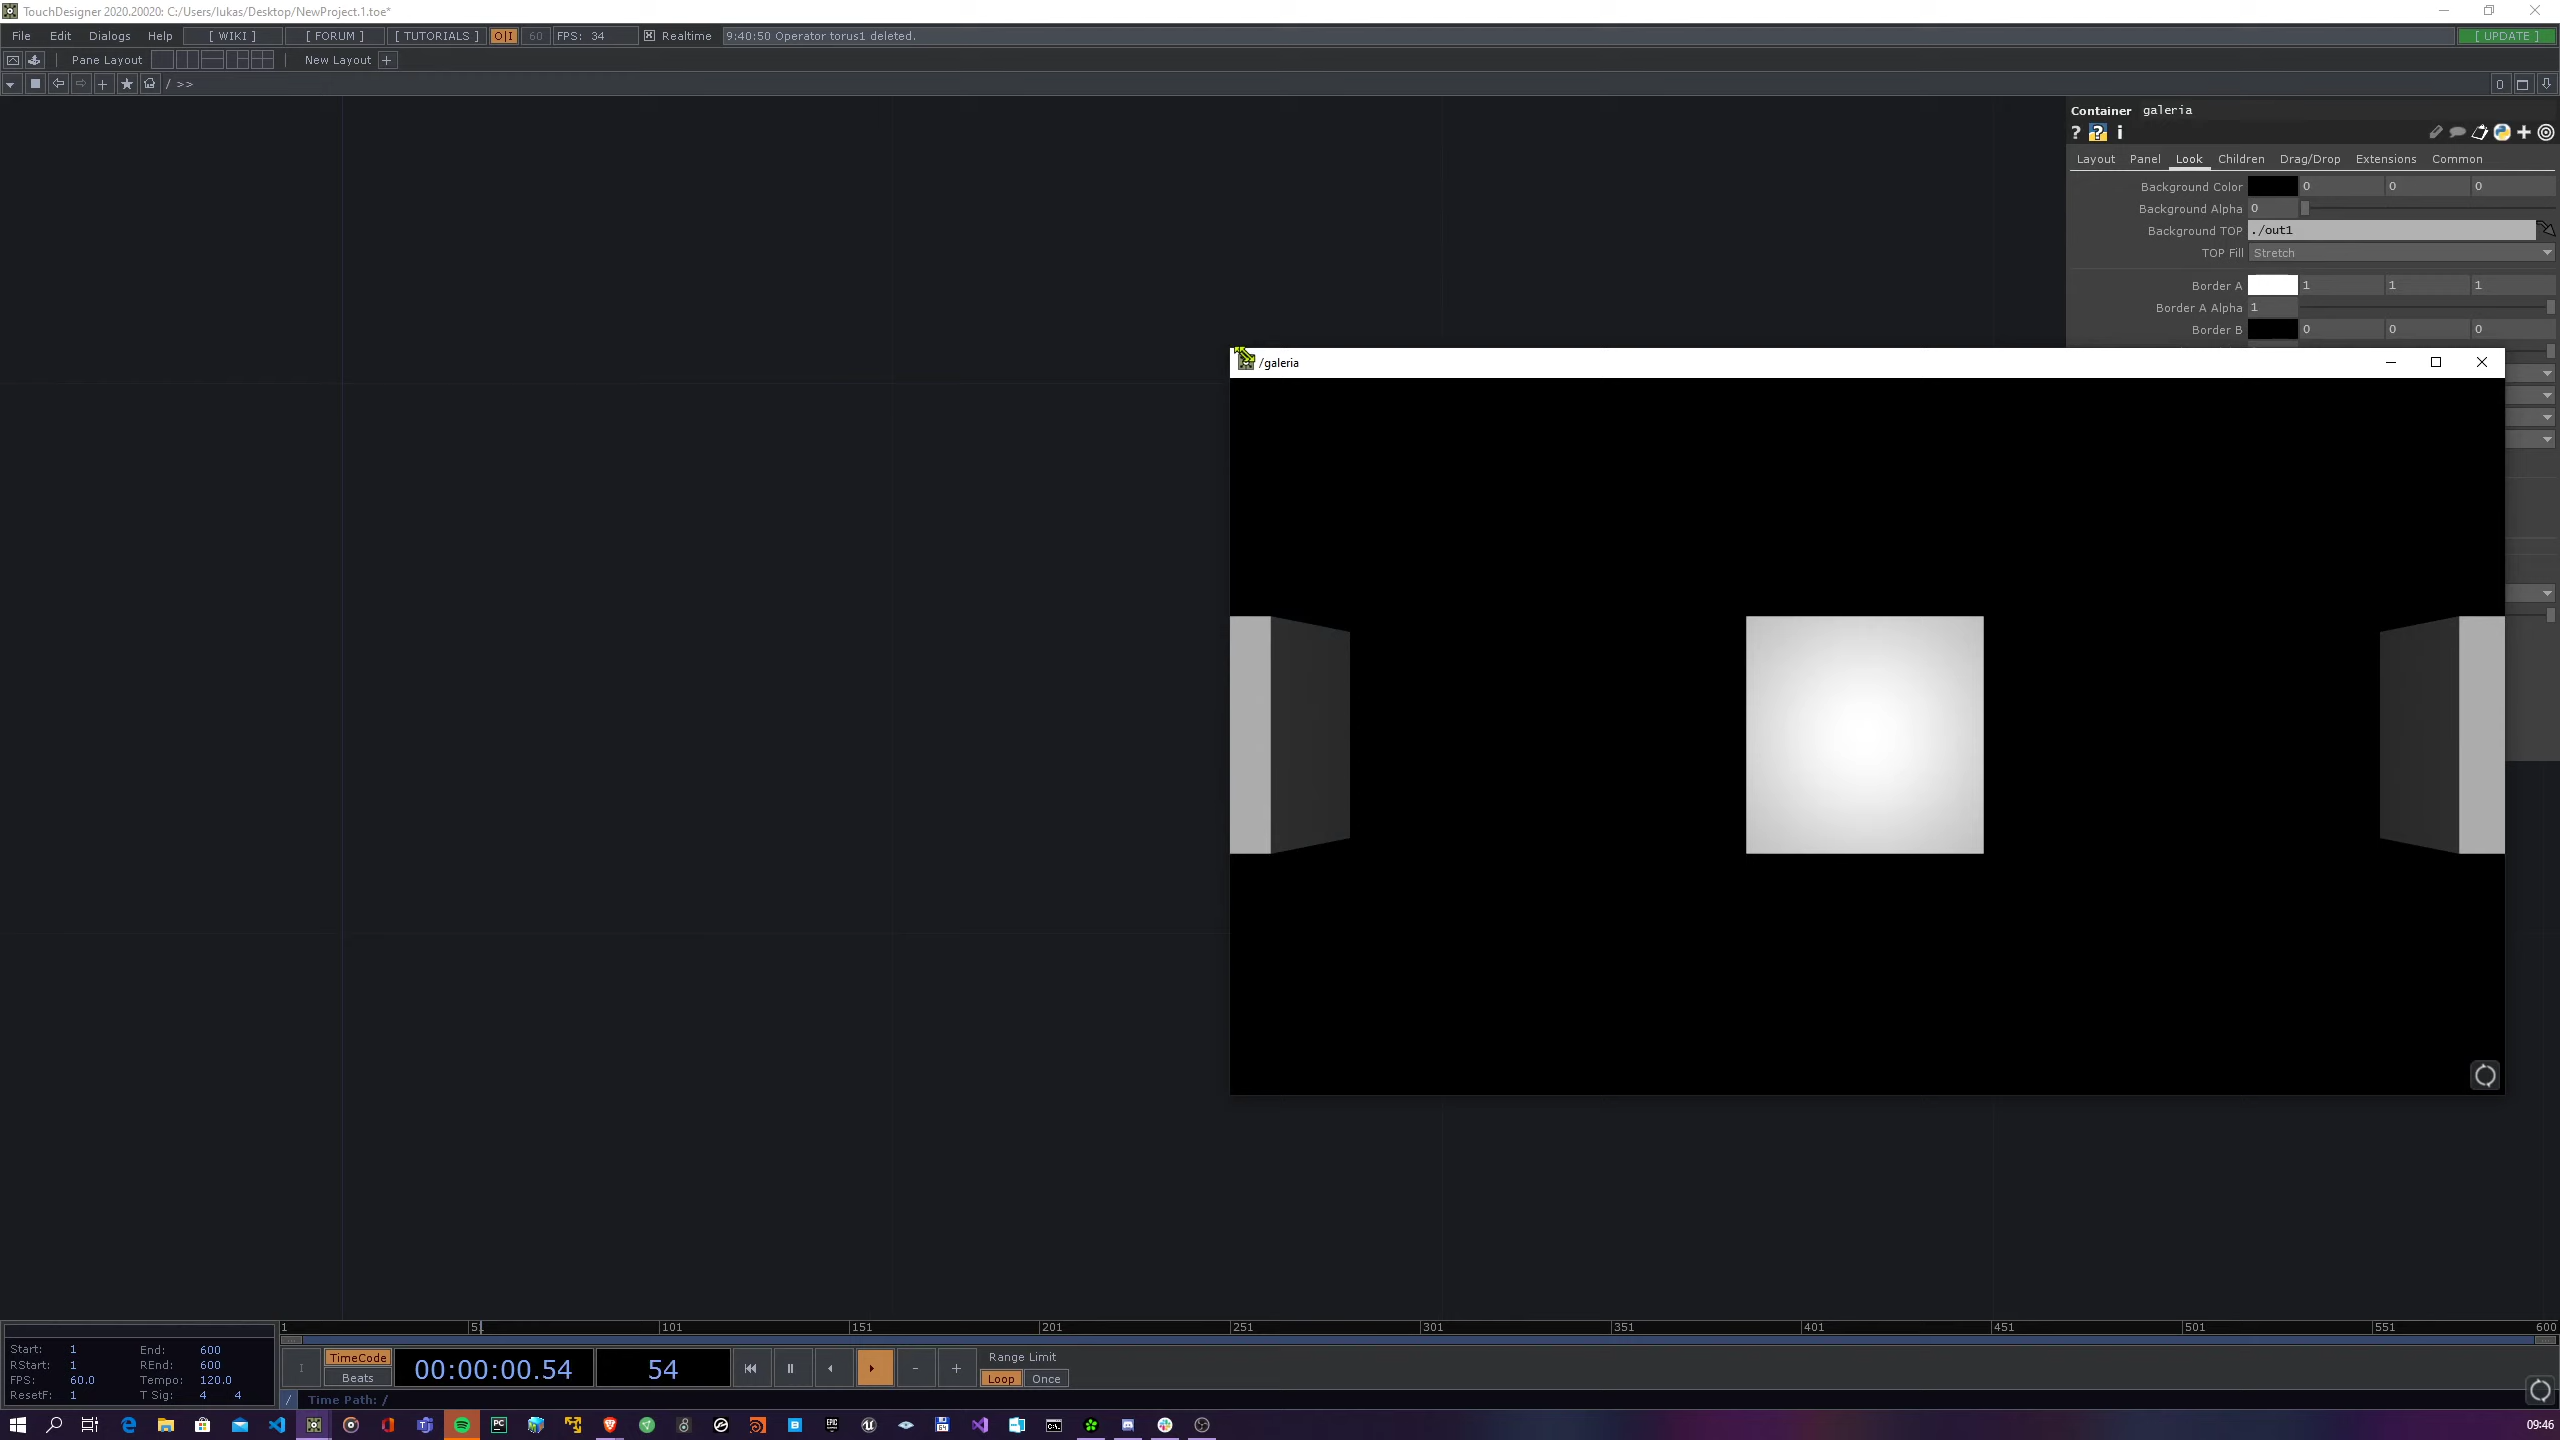 TouchDesigner 2020.20020: C:/Users/lukas/Desktop/NewProject.1.toe*
File Edit Dialogs Help [ WIKI ] [ FORUM ] [ TUTORIALS ] O|I 60 FPS: 34 Realtime 9:40:50 Operator torus1 deleted. [ UPDATE ]
Pane Layout New Layout +
/ >> 0
Container galeria
? ? i
Layout Panel Look Children Drag/Drop Extensions Common
Background Color 0 0 0
Background Alpha 0
Background TOP ./out1
TOP Fill Stretch
Border A 1 1 1
Border A Alpha 1
Border B 0 0 0
/galeria
1 51 101 151 201 251 301 351 401 451 501 551 600
Start: 1 End: 600
RStart: 1 REnd: 600
FPS: 60.0 Tempo: 120.0
ResetF: 1 T Sig: 4 4
TimeCode
Beats
00:00:00.54 54
- +
Range Limit
Loop Once
/ Time Path: /
09:46